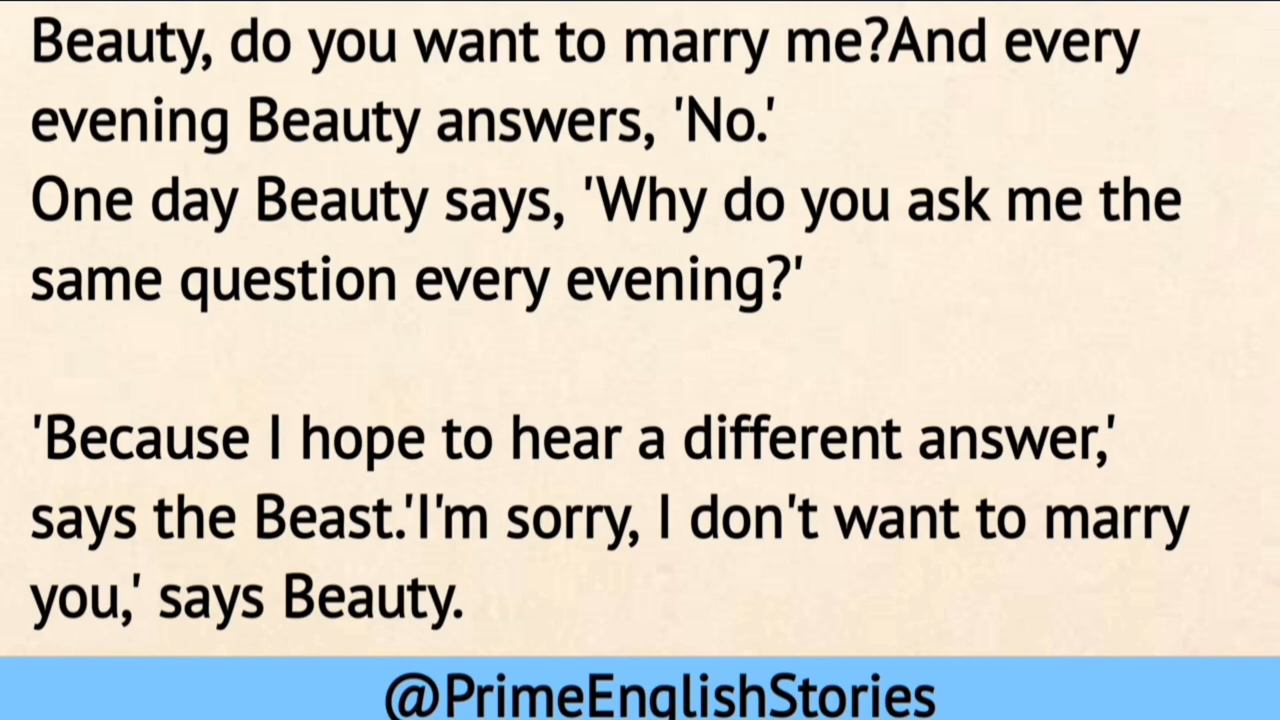 Beauty, do you want to marry me?And every
evening Beauty answers, 'No.'
One day Beauty says, 'Why do you ask me the
same question every evening?'
'Because I hope to hear a different answer,'
says the Beast.'I'm sorry, I don't want to marry
you,' says Beauty.
@PrimeEnglishStories